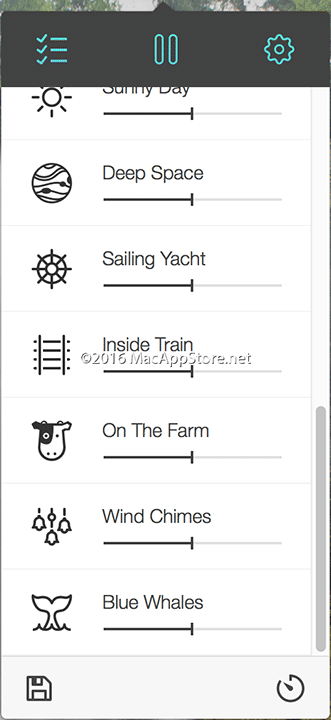 Sunny Day
Deep Space
Sailing Yacht
Inside Train
©2016 MacAppStore.net
On The Farm
Wind Chimes
Blue Whales